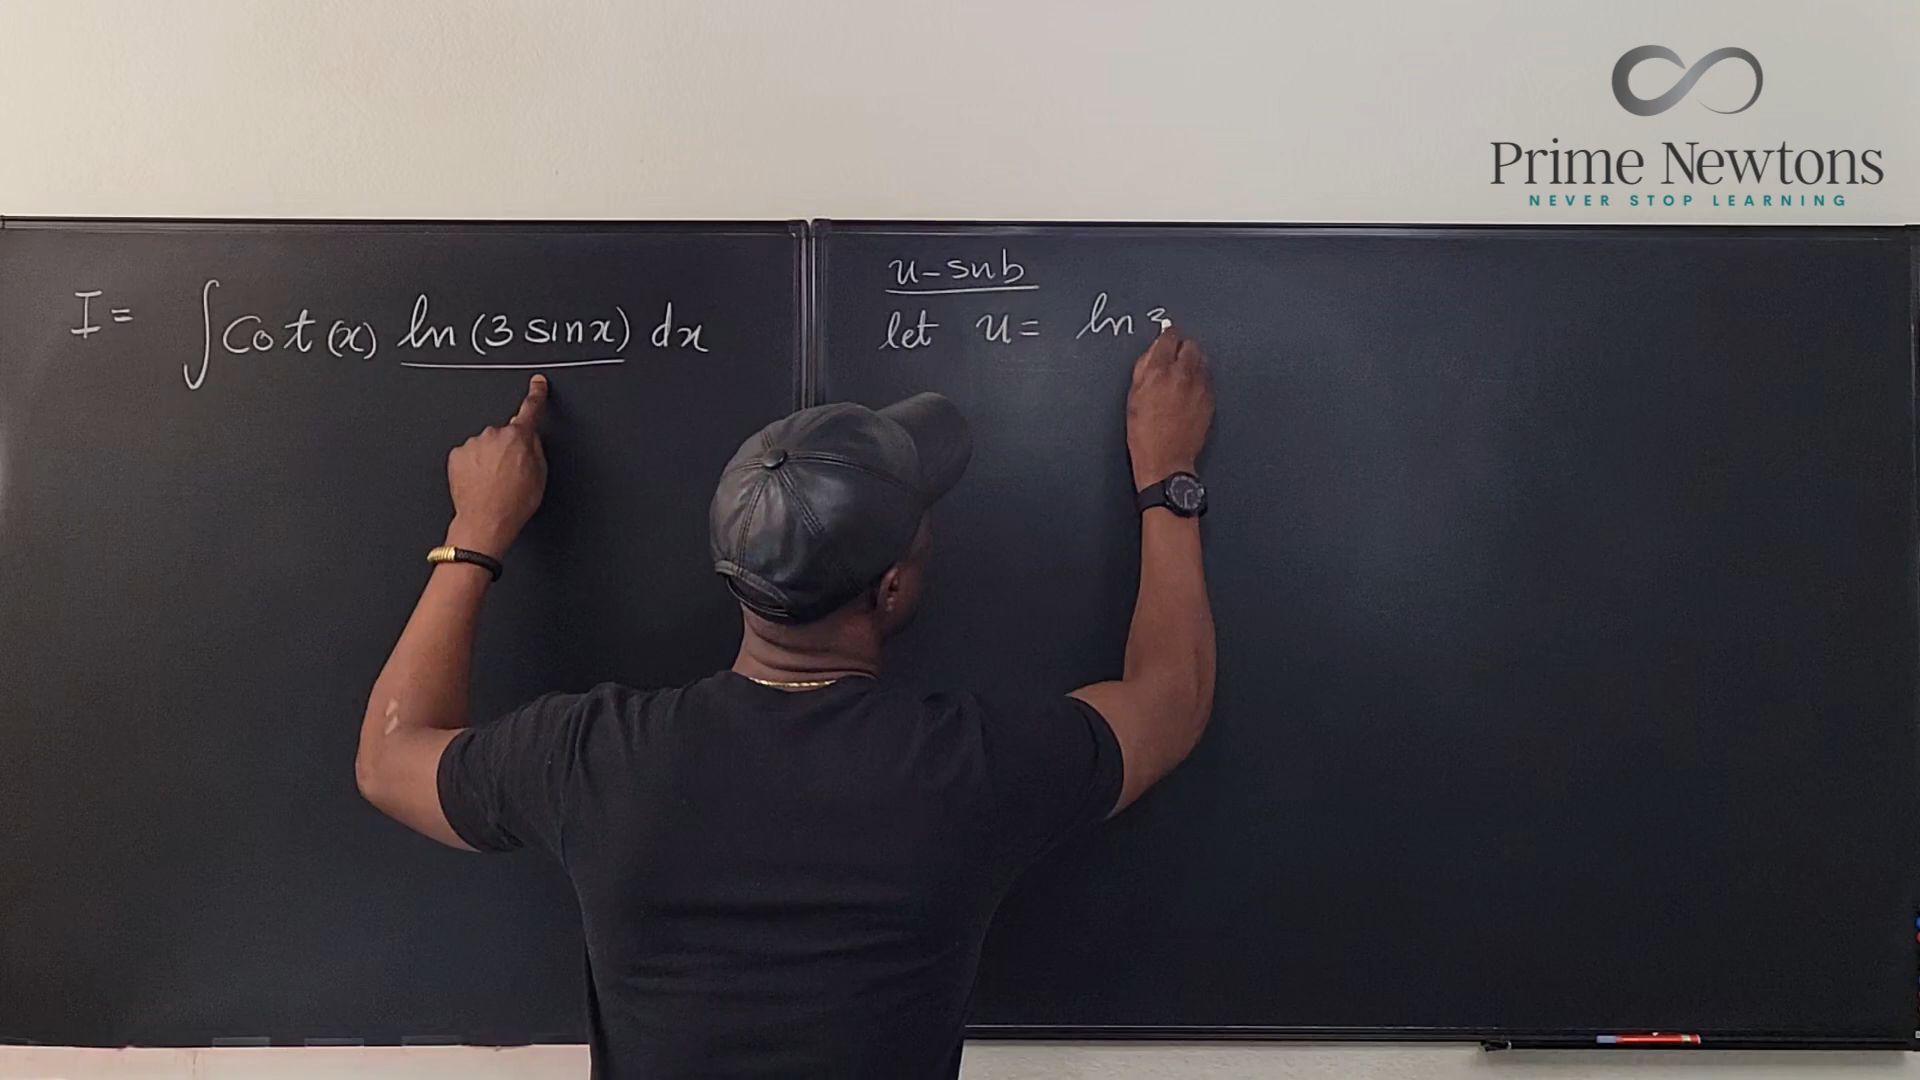 Prime Newtons
NEVER STOP LEARNING
I = ∫ Cot (x) ln (3 sinx) dx
u-sub
let u = ln 3